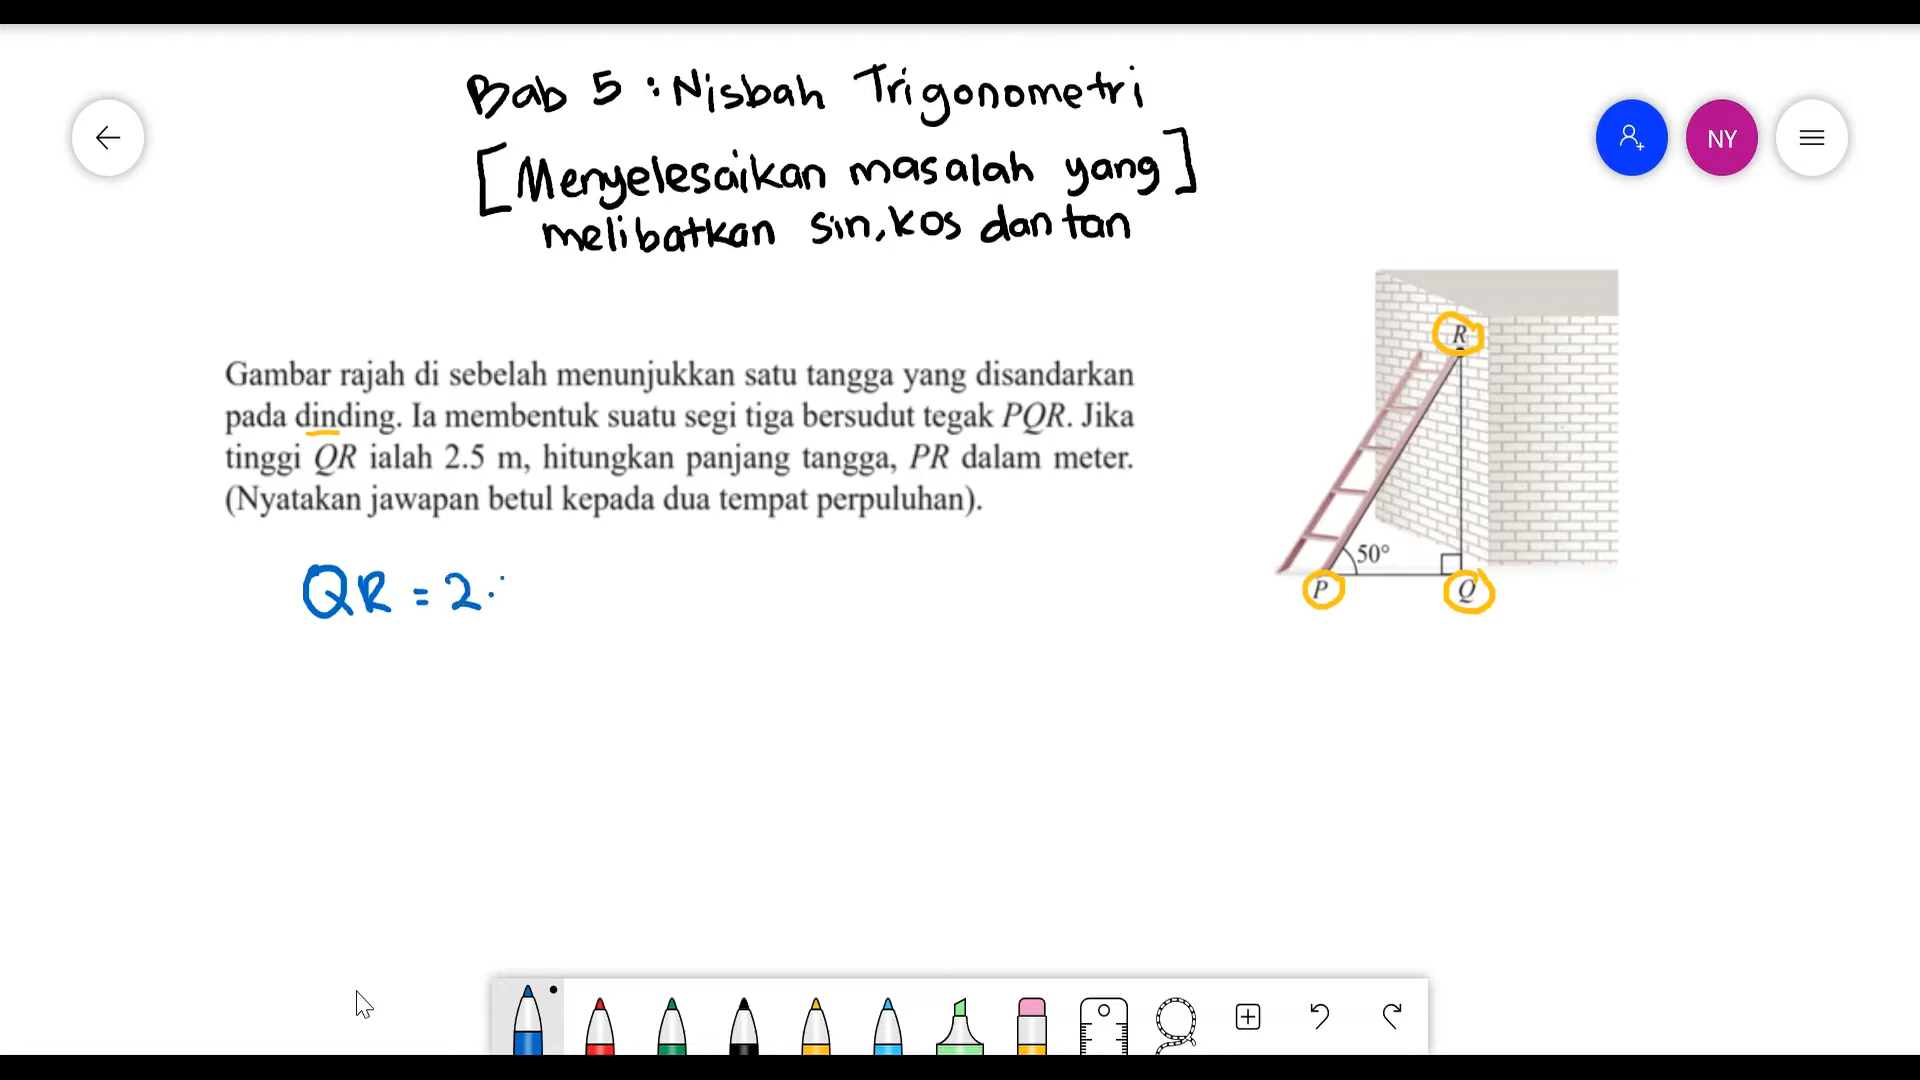 Bab 5 : Nisbah Trigonometri
[Menyelesaikan masalah yang]
melibatkan sin, kos dan tan
NY
Gambar rajah di sebelah menunjukkan satu tangga yang disandarkan
pada dinding. Ia membentuk suatu segi tiga bersudut tegak PQR. Jika
tinggi QR ialah 2.5 m, hitungkan panjang tangga, PR dalam meter.
(Nyatakan jawapan betul kepada dua tempat perpuluhan).
R
50°
P
Q
QR = 2.